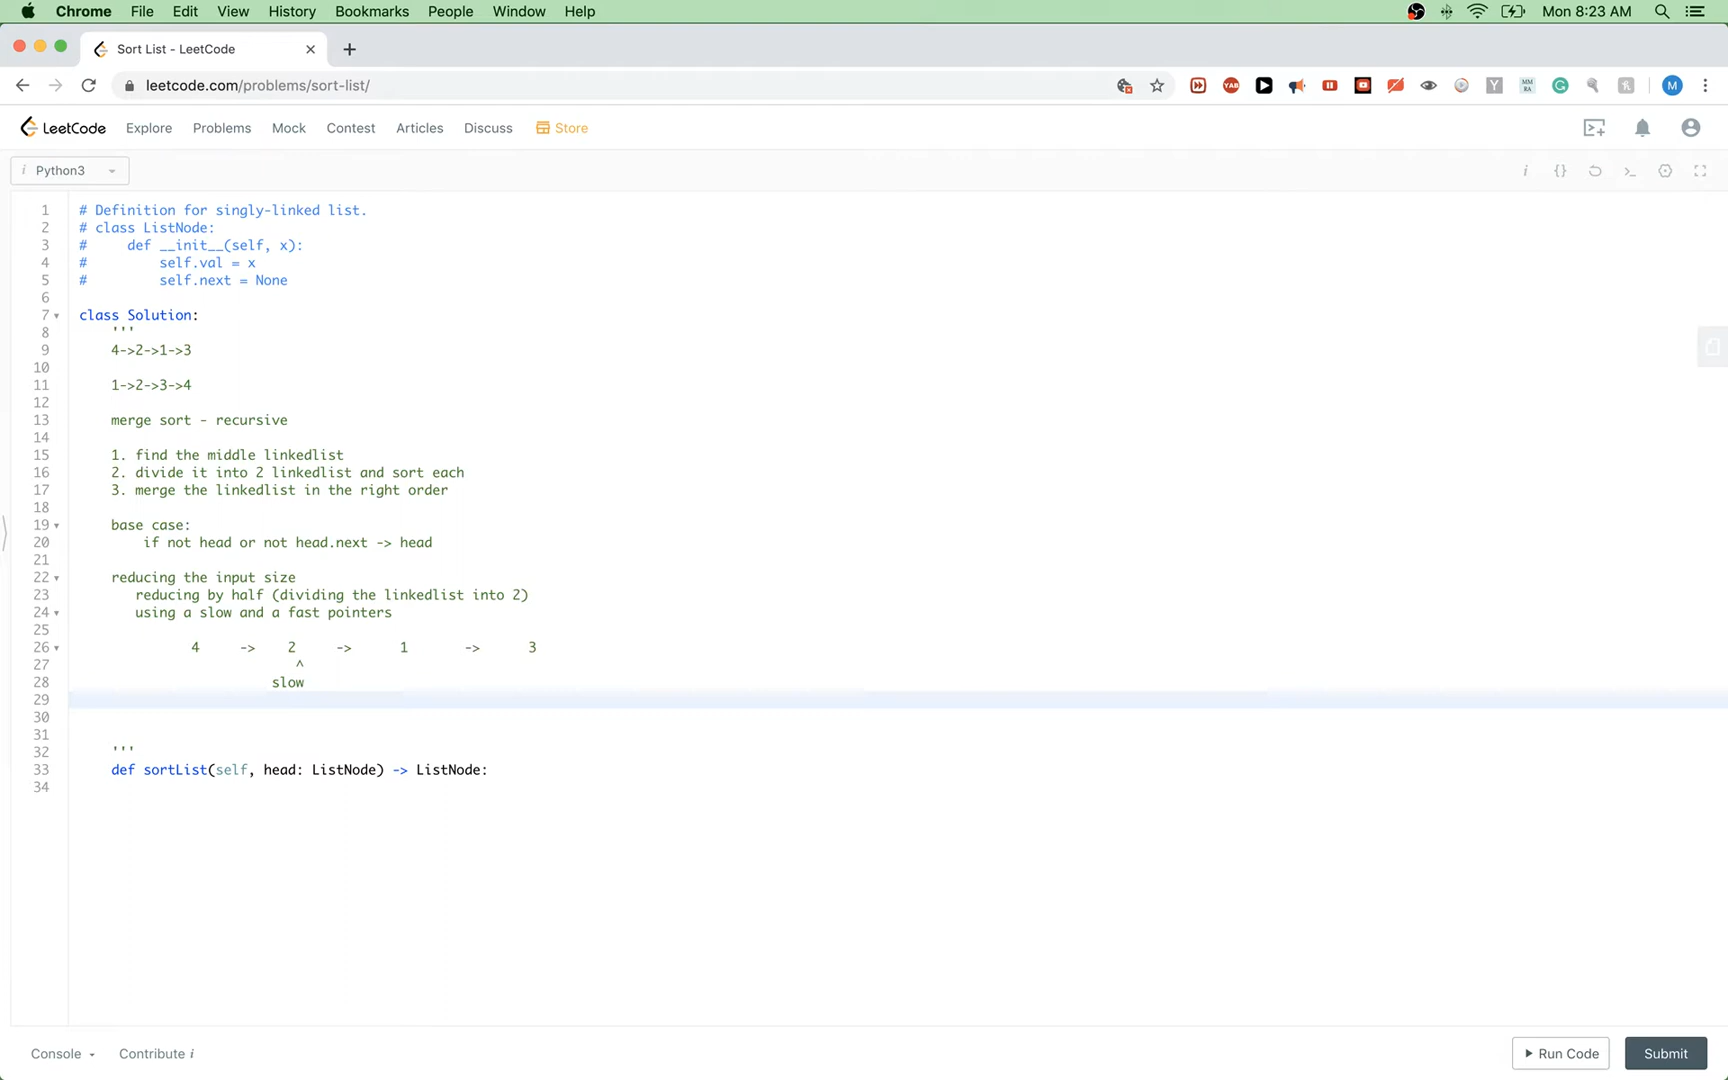 Chrome File Edit View History Bookmarks People Window Help Mon 8:23 AM
Sort List - LeetCode
leetcode.com/problems/sort-list/
YAB Y MM RA M
LeetCode Explore Problems Mock Contest Articles Discuss Store
i Python3 i {} >_
1 # Definition for singly-linked list.
2 # class ListNode:
3 #     def __init__(self, x):
4 #         self.val = x
5 #         self.next = None
6
7 class Solution:
8     '''
9     4->2->1->3
10
11     1->2->3->4
12
13     merge sort - recursive
14
15     1. find the middle linkedlist
16     2. divide it into 2 linkedlist and sort each
17     3. merge the linkedlist in the right order
18
19     base case:
20         if not head or not head.next -> head
21
22     reducing the input size
23        reducing by half (dividing the linkedlist into 2)
24        using a slow and a fast pointers
25
26               4     ->    2     ->      1       ->      3
27                            ^
28                         slow
29
30
31
32     '''
33     def sortList(self, head: ListNode) -> ListNode:
34
Console Contribute i Run Code Submit